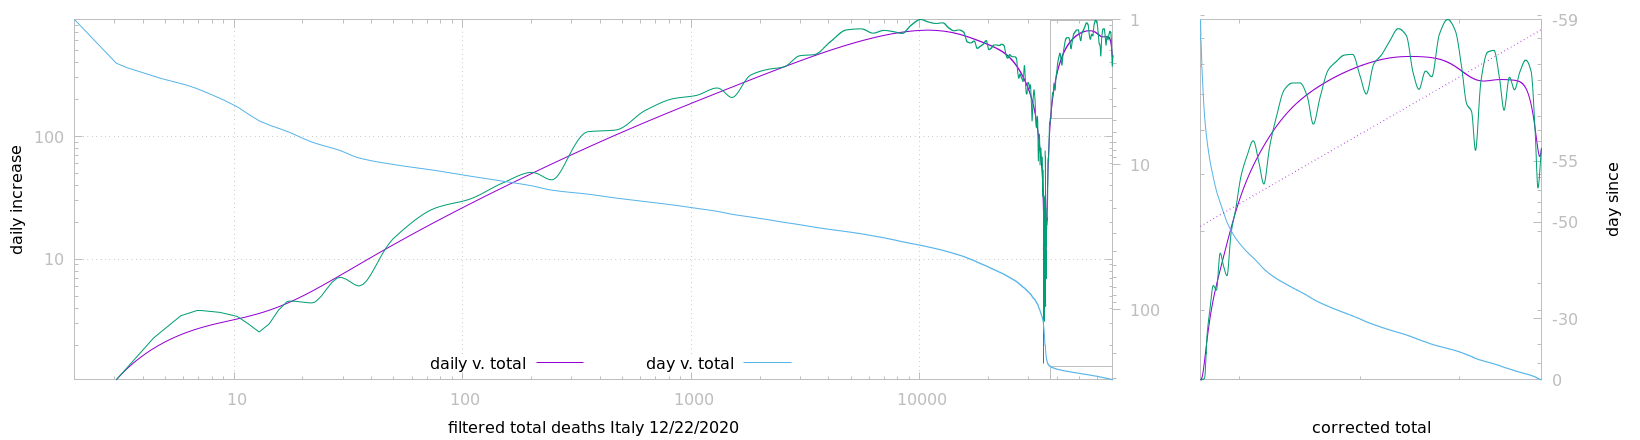 1
-59
100
10
-55
-50
10
100
-30
0
daily increase
day since
daily v. total
day v. total
10
100
1000
10000
filtered total deaths Italy 12/22/2020
corrected total